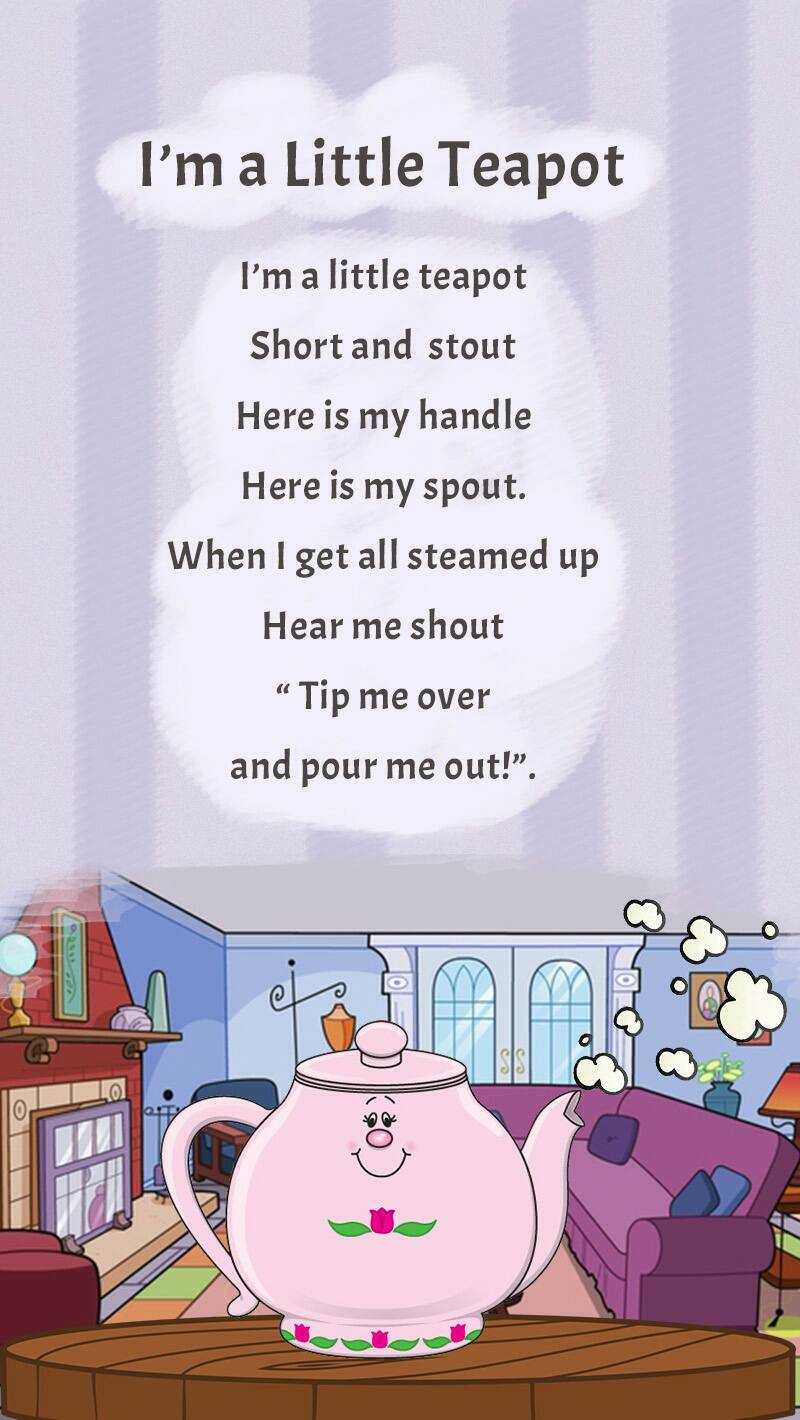 I’m a Little Teapot
I’m a little teapot
Short and stout
Here is my handle
Here is my spout.
When I get all steamed up
Hear me shout
“ Tip me over
and pour me out!”.